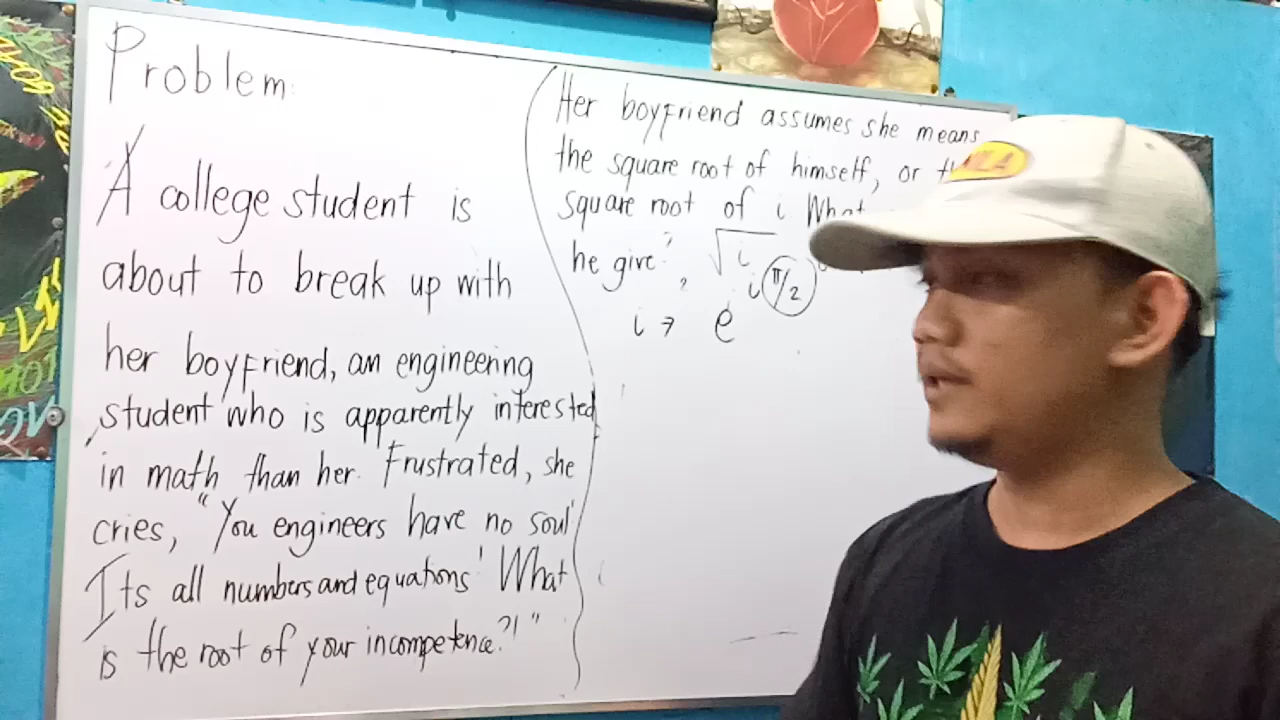 Problem:
A college student is
about to break up with
her boyfriend, an engineering
student who is apparently interested
in math than her. Frustrated, she
cries, "You engineers have no soul!
Its all numbers and equations! What
is the root of your incompetence?!"
Her boyfriend assumes she means
the square root of himself, or
square root of i What
he give? √i
i → e^i(π/2)